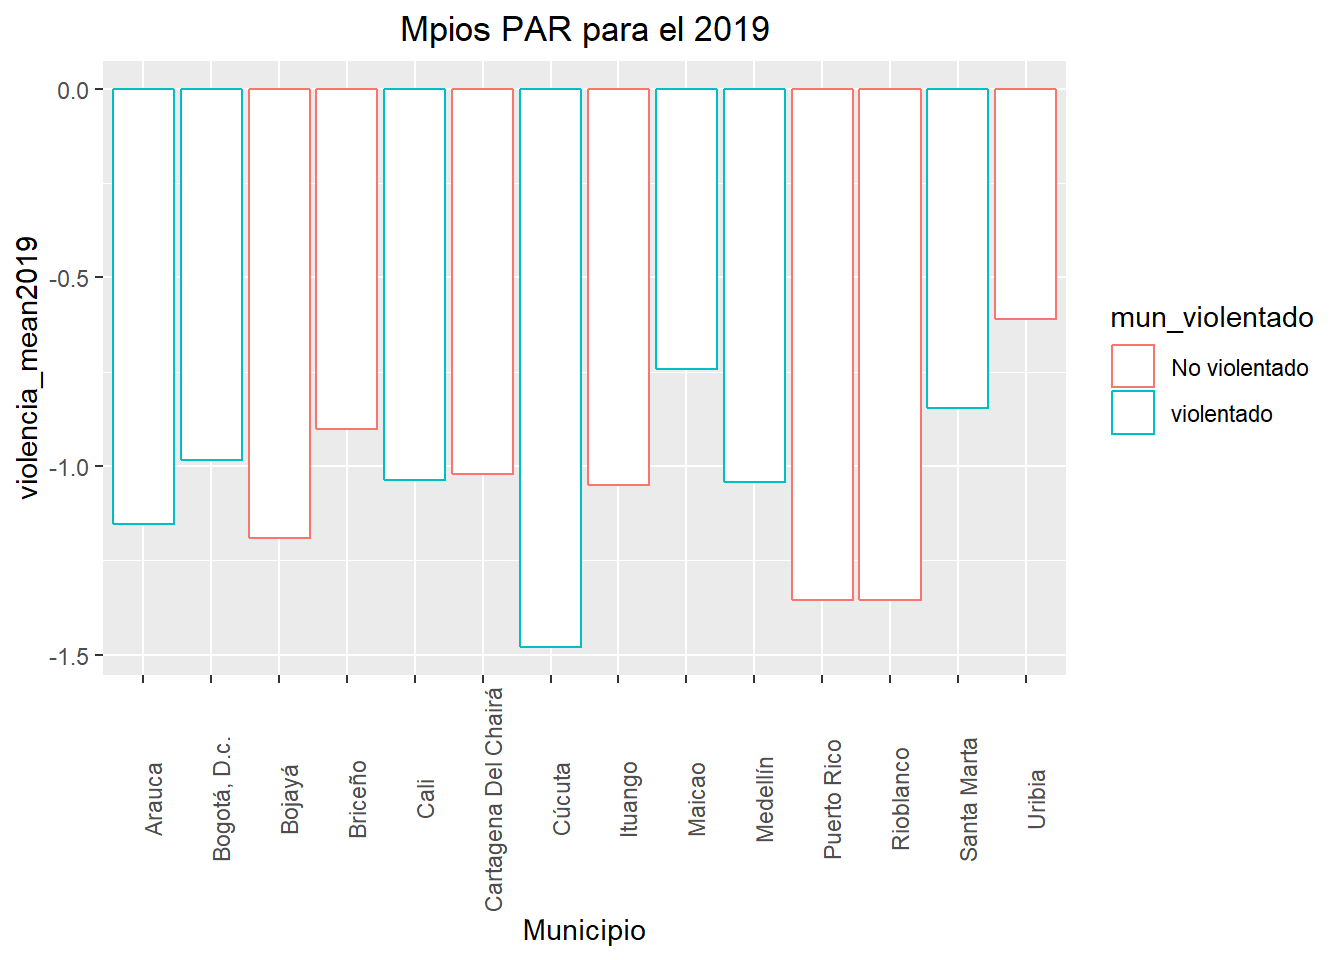 Mpios PAR para el 2019
violencia_mean2019
0.0
-0.5
-1.0
-1.5
Arauca
Bogotá, D.c.
Bojayá
Briceño
Cali
Cartagena Del Chairá
Cúcuta
Ituango
Maicao
Medellín
Puerto Rico
Rioblanco
Santa Marta
Uribia
Municipio
mun_violentado
No violentado
violentado